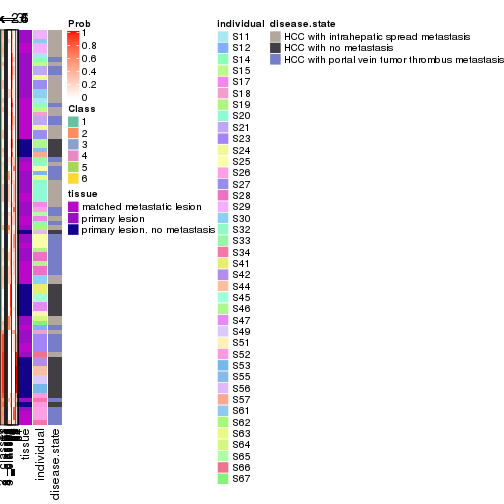 Prob
1
0.8
0.6
0.4
0.2
0
Class
1
2
3
4
5
6
tissue
matched metastatic lesion
primary lesion
primary lesion. no metastasis
individual
S11
S12
S14
S15
S17
S18
S19
S20
S21
S23
S24
S25
S26
S27
S28
S29
S30
S32
S33
S34
S41
S42
S44
S45
S46
S47
S49
S51
S52
S53
S55
S56
S57
S61
S62
S63
S64
S65
S66
S67
disease.state
HCC with intrahepatic spread metastasis
HCC with no metastasis
HCC with portal vein tumor thrombus metastasis
tissue
individual
disease.state